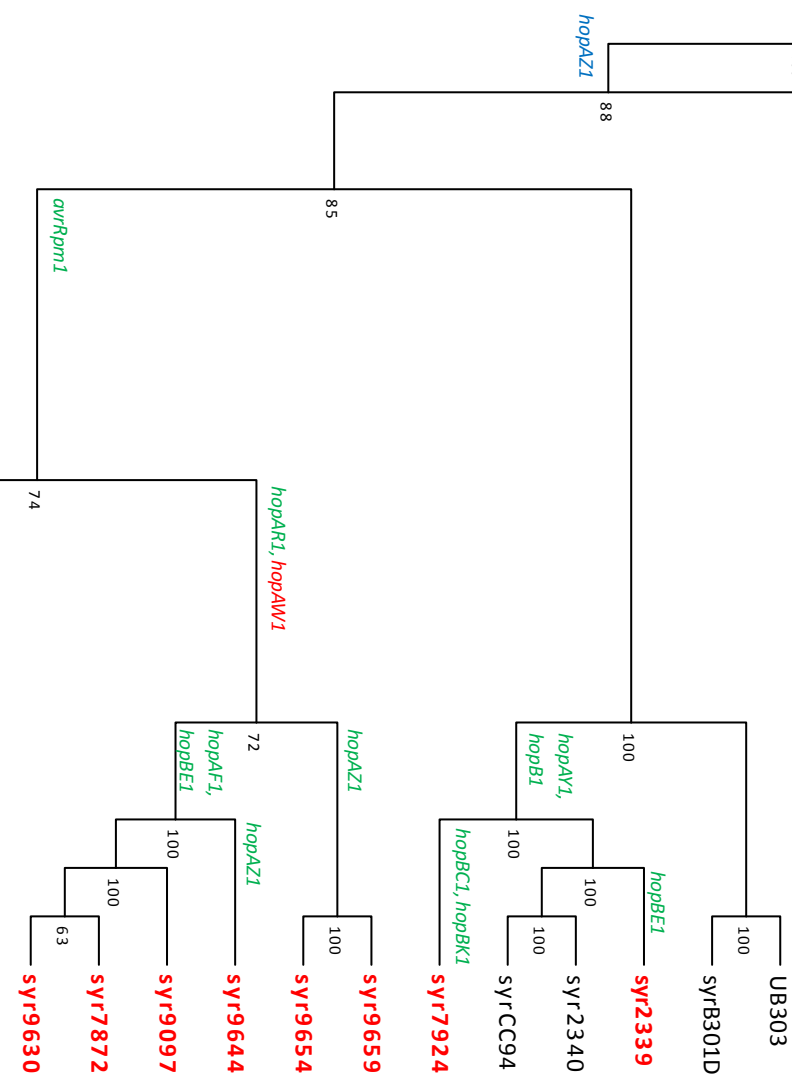 UB303
100
syrB301D
hopBE1
syr2339
100
88
100
hopAZ1
syr2340
hopAY1,
hopB1
100
100
syrCC94
hopBC1, hopBK1
syr7924
syr9659
hopAZ1
100
85
syr9654
hopAR1, hopAW1
72
hopAZ1
syr9644
hopAF1,
hopBE1
100
syr9097
100
syr7872
63
avrRpm1
74
syr9630